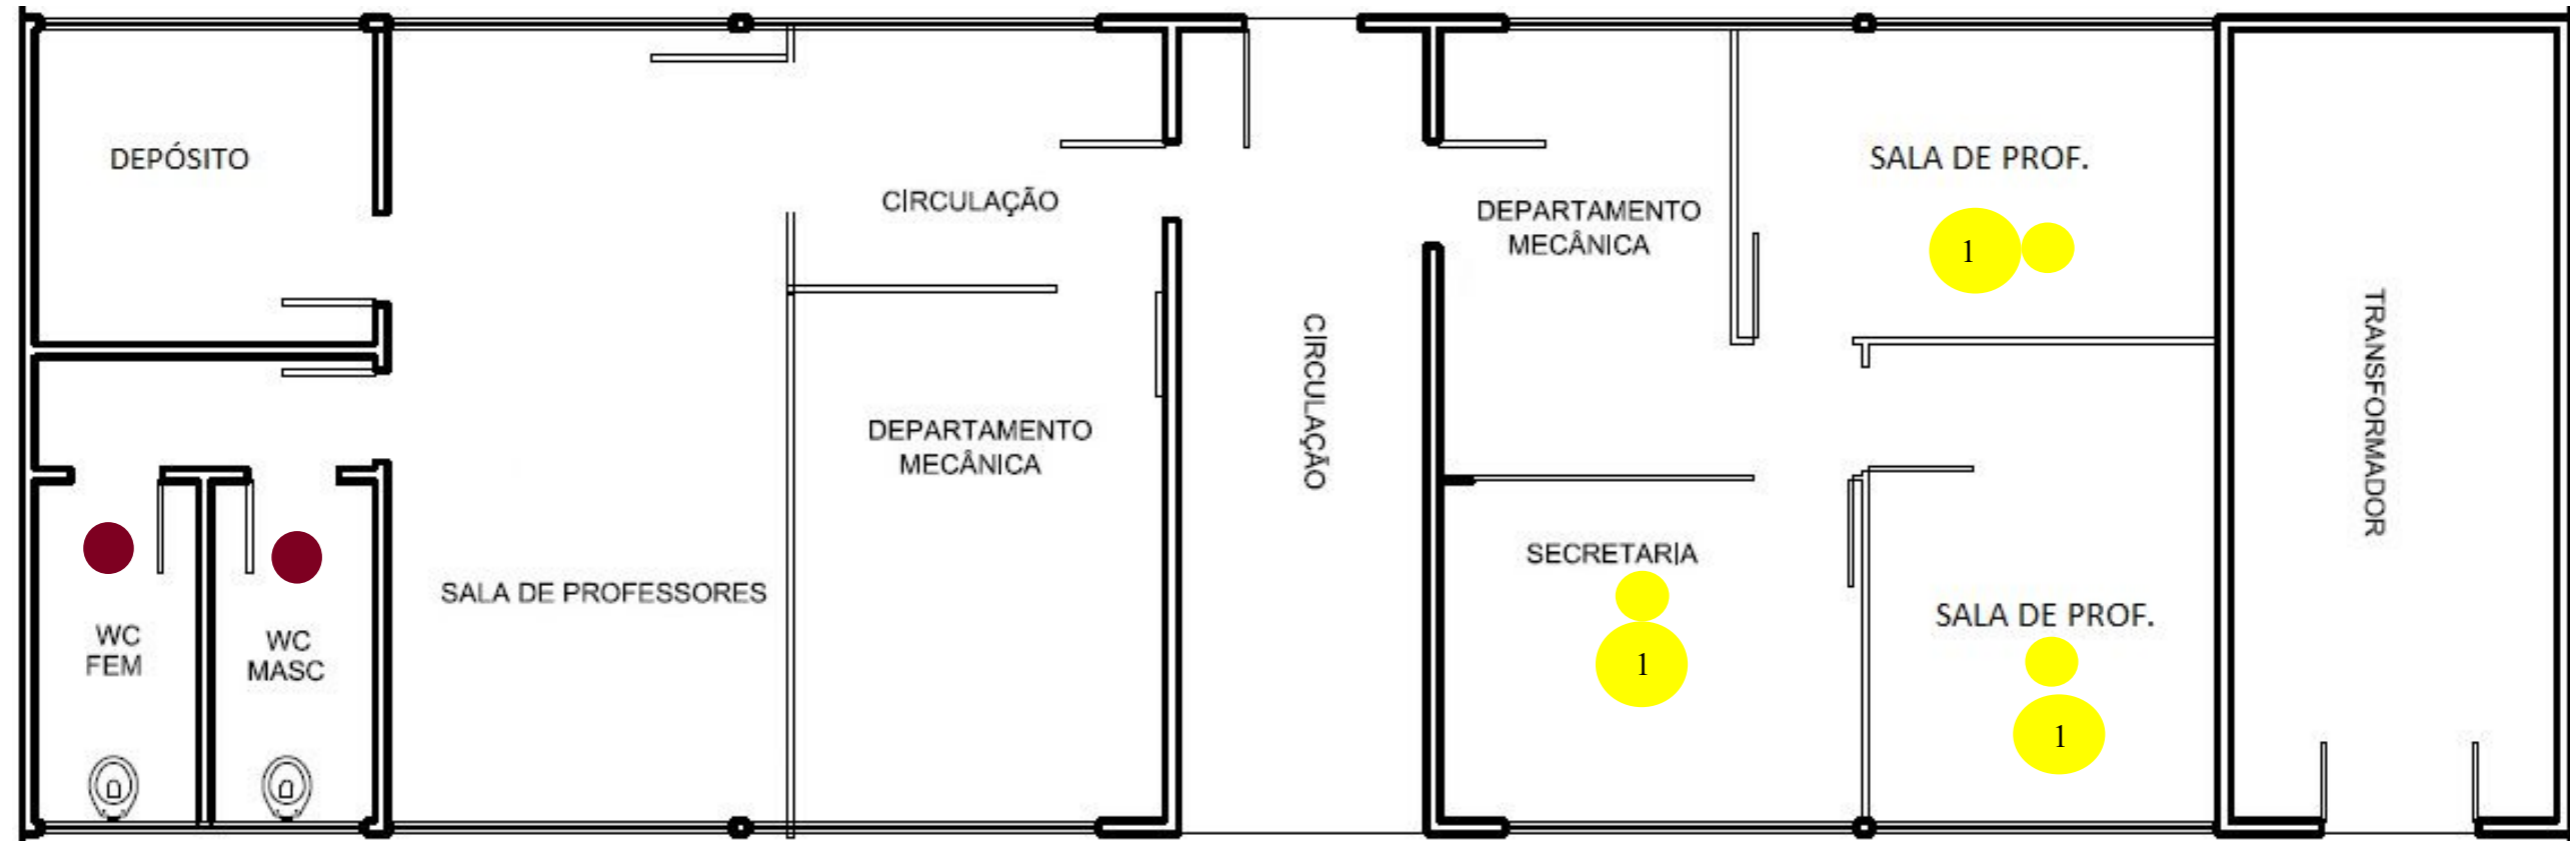 DEPÓSITO
SALA DE PROF.
CIRCULAÇÃO
DEPARTAMENTO
MECÂNICA
1
CIRCULAÇÃO
TRANSFORMADOR
DEPARTAMENTO
MECÂNICA
SECRETARIA
SALA DE PROFESSORES
SALA DE PROF.
WC
FEM
WC
MASC
1
1